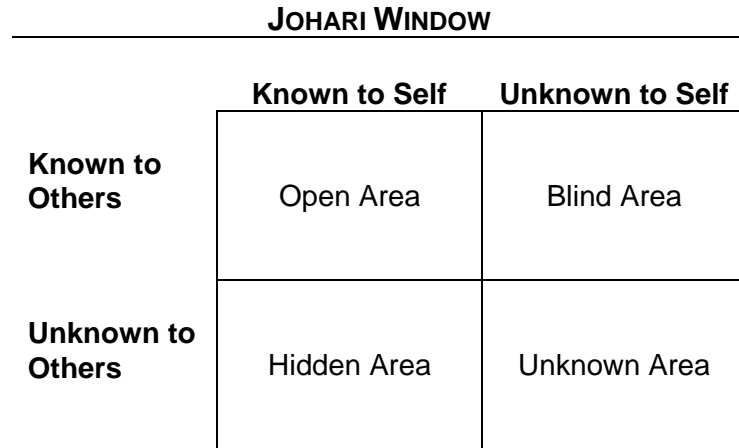 JOHARI WINDOW
Known to Self Unknown to Self
Known to
Others
Open Area Blind Area
Unknown to
Others
Hidden Area Unknown Area